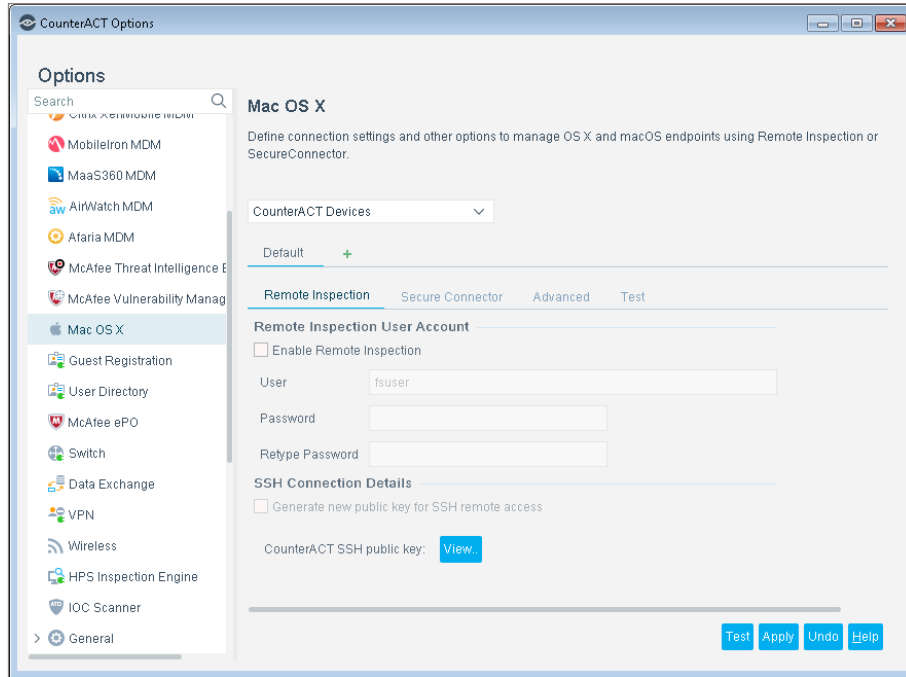 CounterACT Options
Options
Search
Citrix XenMobile MDM
MobileIron MDM
MaaS360 MDM
aw AirWatch MDM
Afaria MDM
McAfee Threat Intelligence E
McAfee Vulnerability Manag
Mac OS X
Guest Registration
User Directory
McAfee ePO
Switch
Data Exchange
VPN
Wireless
HPS Inspection Engine
ATD IOC Scanner
General
Mac OS X
Define connection settings and other options to manage OS X and macOS endpoints using Remote Inspection or
SecureConnector.
CounterACT Devices
Default +
Remote Inspection Secure Connector Advanced Test
Remote Inspection User Account
Enable Remote Inspection
User fsuser
Password
Retype Password
SSH Connection Details
Generate new public key for SSH remote access
CounterACT SSH public key: View..
Test Apply Undo Help